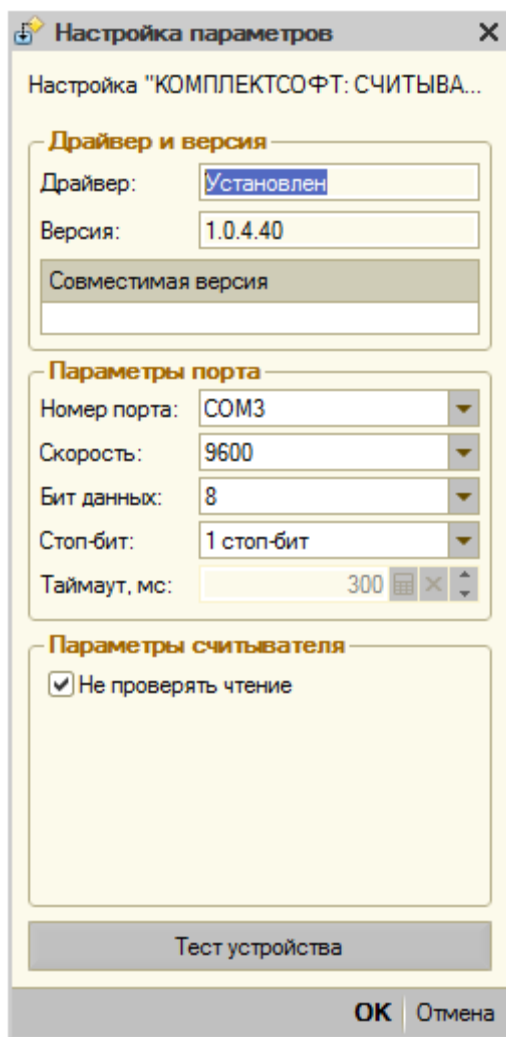 Настройка параметров
Настройка "КОМПЛЕКТСОФТ: СЧИТЫВА...
Драйвер и версия
Драйвер: Установлен
Версия: 1.0.4.40
Совместимая версия
Параметры порта
Номер порта: COM3
Скорость: 9600
Бит данных: 8
Стоп-бит: 1 стоп-бит
Таймаут, мс: 300
Параметры считывателя
Не проверять чтение
Тест устройства
OK Отмена